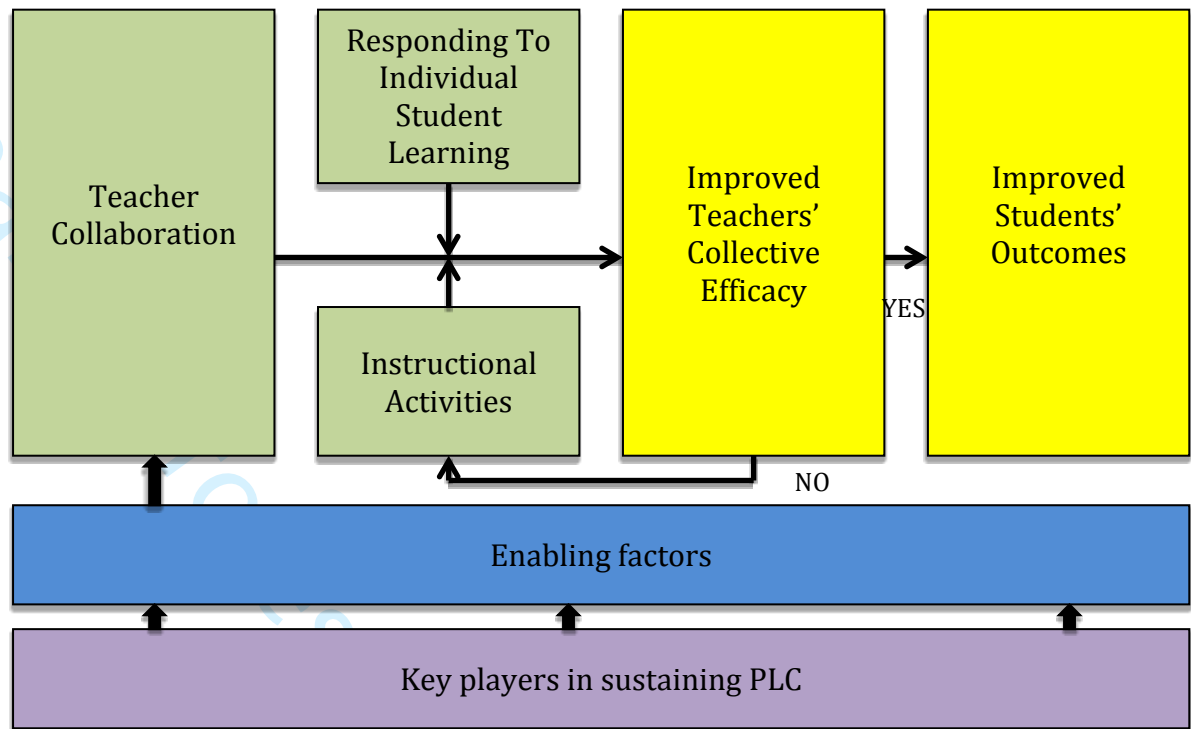 Teacher
Collaboration
Responding To
Individual
Student
Learning
Instructional
Activities
Improved
Teachers’
Collective
Efficacy
YES
Improved
Students’
Outcomes
NO
Enabling factors
Key players in sustaining PLC